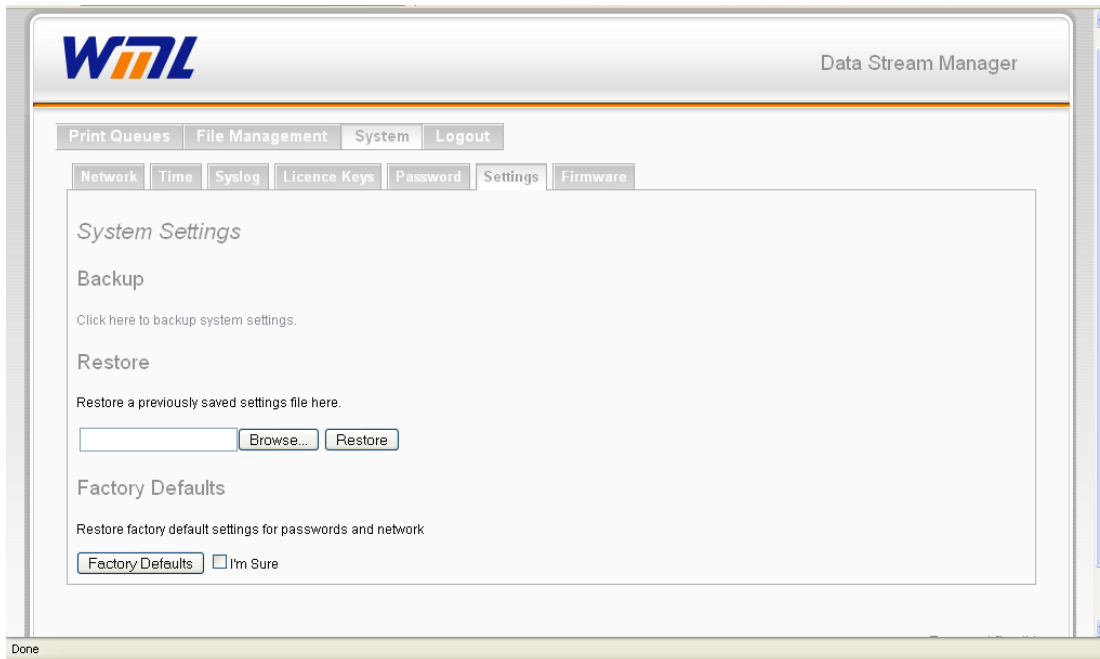 WML
Data Stream Manager
Print Queues File Management System Logout
Network Time Syslog Licence Keys Password Settings Firmware
System Settings
Backup
Click here to backup system settings.
Restore
Restore a previously saved settings file here.
Browse... Restore
Factory Defaults
Restore factory default settings for passwords and network
Factory Defaults I'm Sure
Done